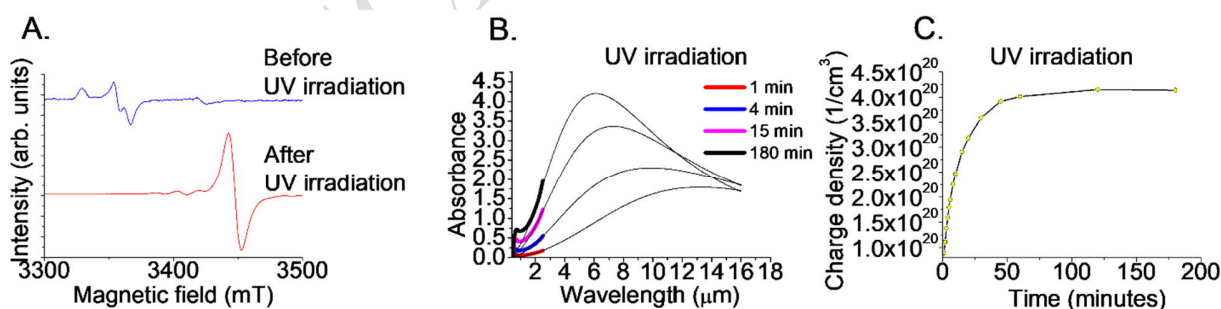 A.
Before
UV irradiation
After
UV irradiation
Intensity (arb. units)
3300
3400
3500
Magnetic field (mT)
B.
UV irradiation
1 min
4 min
15 min
180 min
Absorbance
4.5
4.0
3.5
3.0
2.5
2.0
1.5
1.0
0.5
0.0
2 4 6 8 10 12 14 16 18
Wavelength (μm)
C.
UV irradiation
Charge density (1/cm³)
4.5x10²⁰
4.0x10²⁰
3.5x10²⁰
3.0x10²⁰
2.5x10²⁰
2.0x10²⁰
1.5x10²⁰
1.0x10²⁰
0 50 100 150 200
Time (minutes)